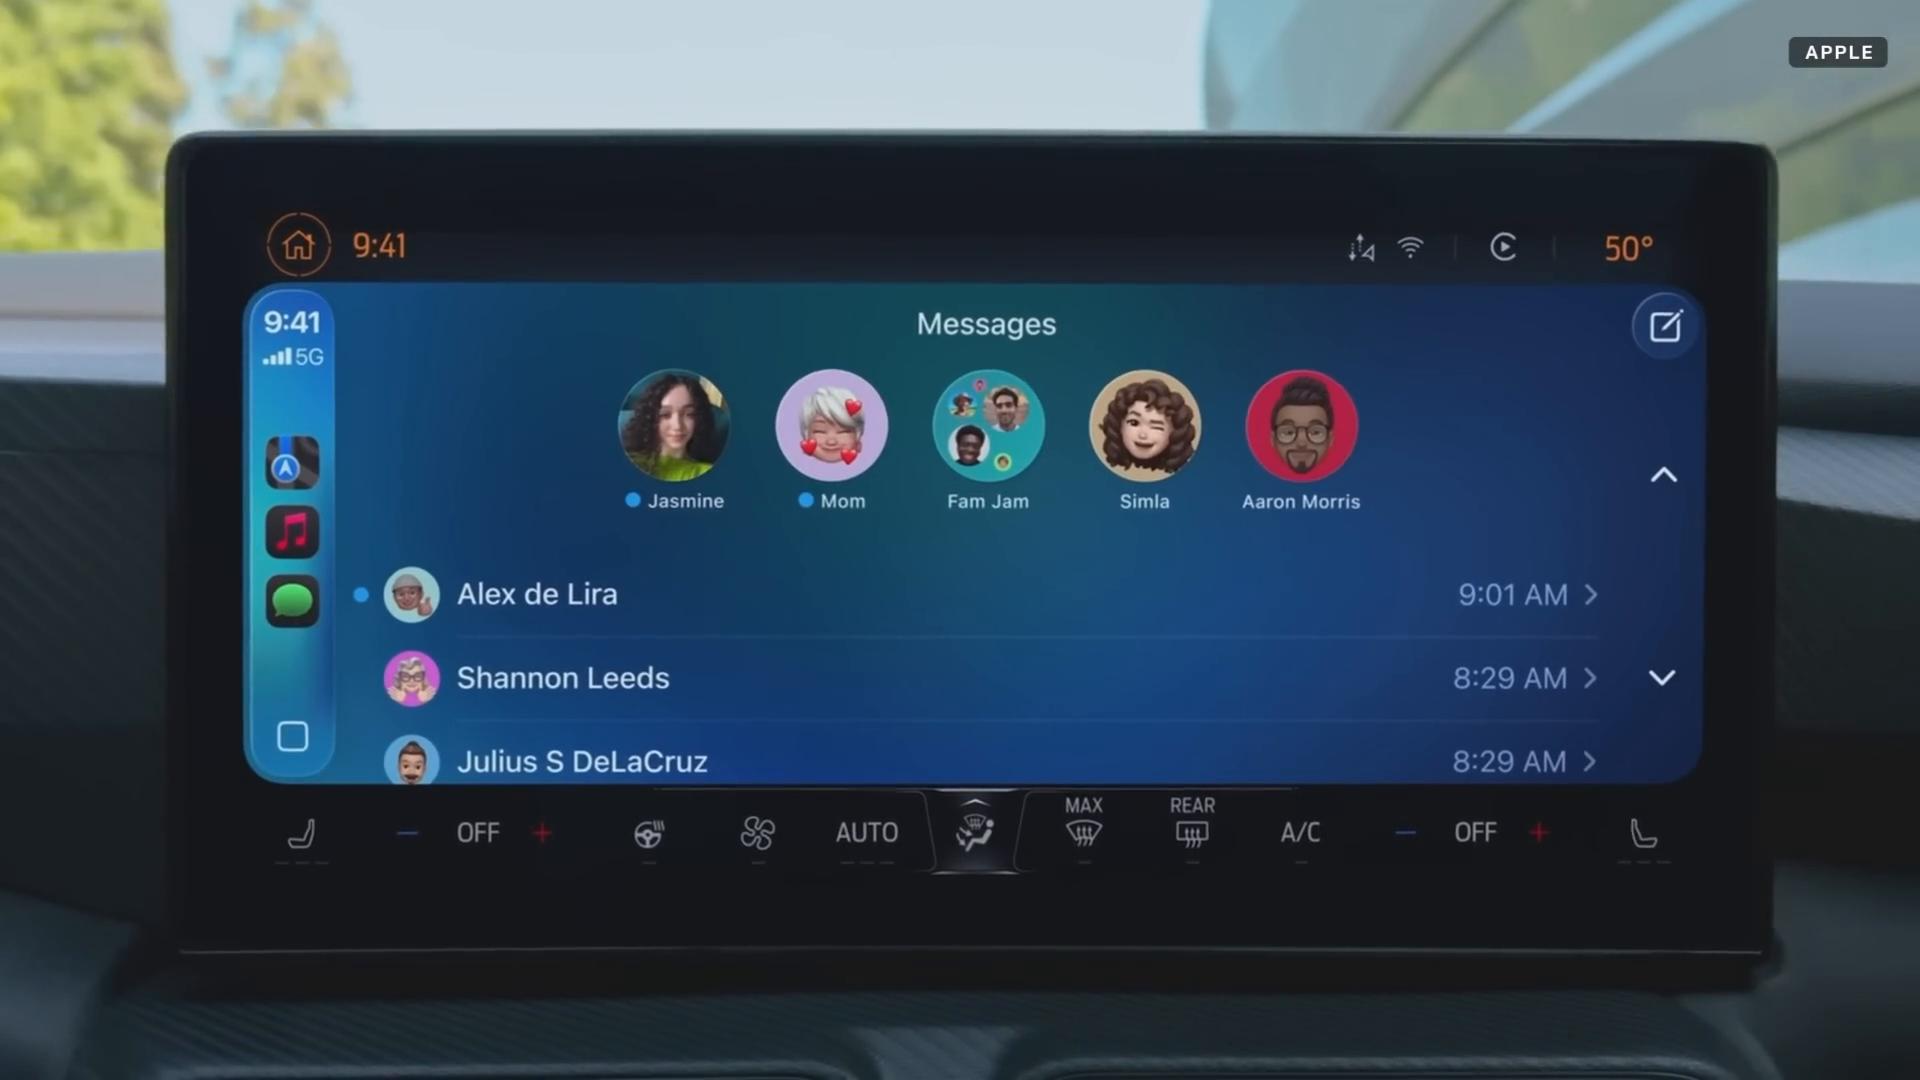 APPLE
9:41
50°
9:41
5G
Messages
Jasmine
Mom
Fam Jam
Simla
Aaron Morris
Alex de Lira
9:01 AM
Shannon Leeds
8:29 AM
Julius S DeLaCruz
8:29 AM
MAX
REAR
OFF
AUTO
A/C
OFF